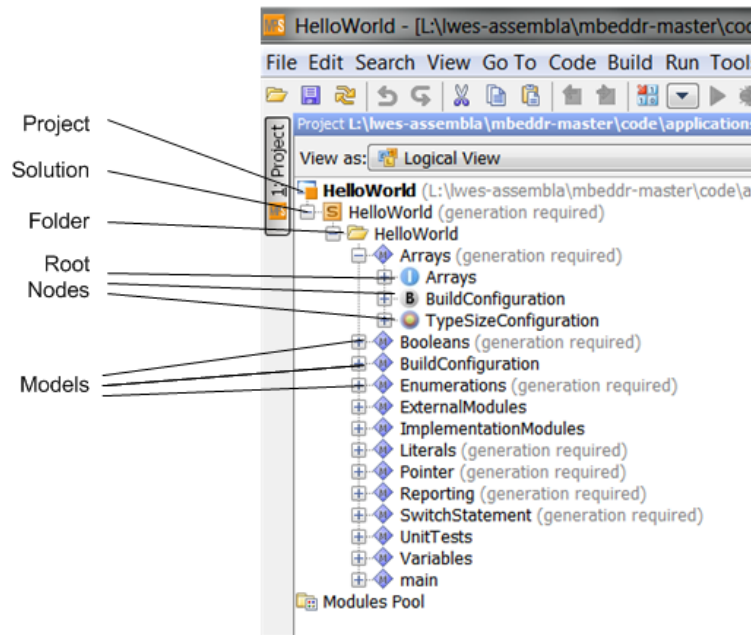 MPS HelloWorld - [L:\lwes-assembla\mbeddr-master\cod
File Edit Search View Go To Code Build Run Tool
Project L:\lwes-assembla\mbeddr-master\code\applications
1: Project
View as: Logical View
Project
Solution
Folder
Root
Nodes
Models
HelloWorld (L:\lwes-assembla\mbeddr-master\code\a
S HelloWorld (generation required)
HelloWorld
M Arrays (generation required)
I Arrays
B BuildConfiguration
TypeSizeConfiguration
M Booleans (generation required)
M BuildConfiguration
M Enumerations (generation required)
M ExternalModules
M ImplementationModules
M Literals (generation required)
M Pointer (generation required)
M Reporting (generation required)
M SwitchStatement (generation required)
M UnitTests
M Variables
M main
Modules Pool